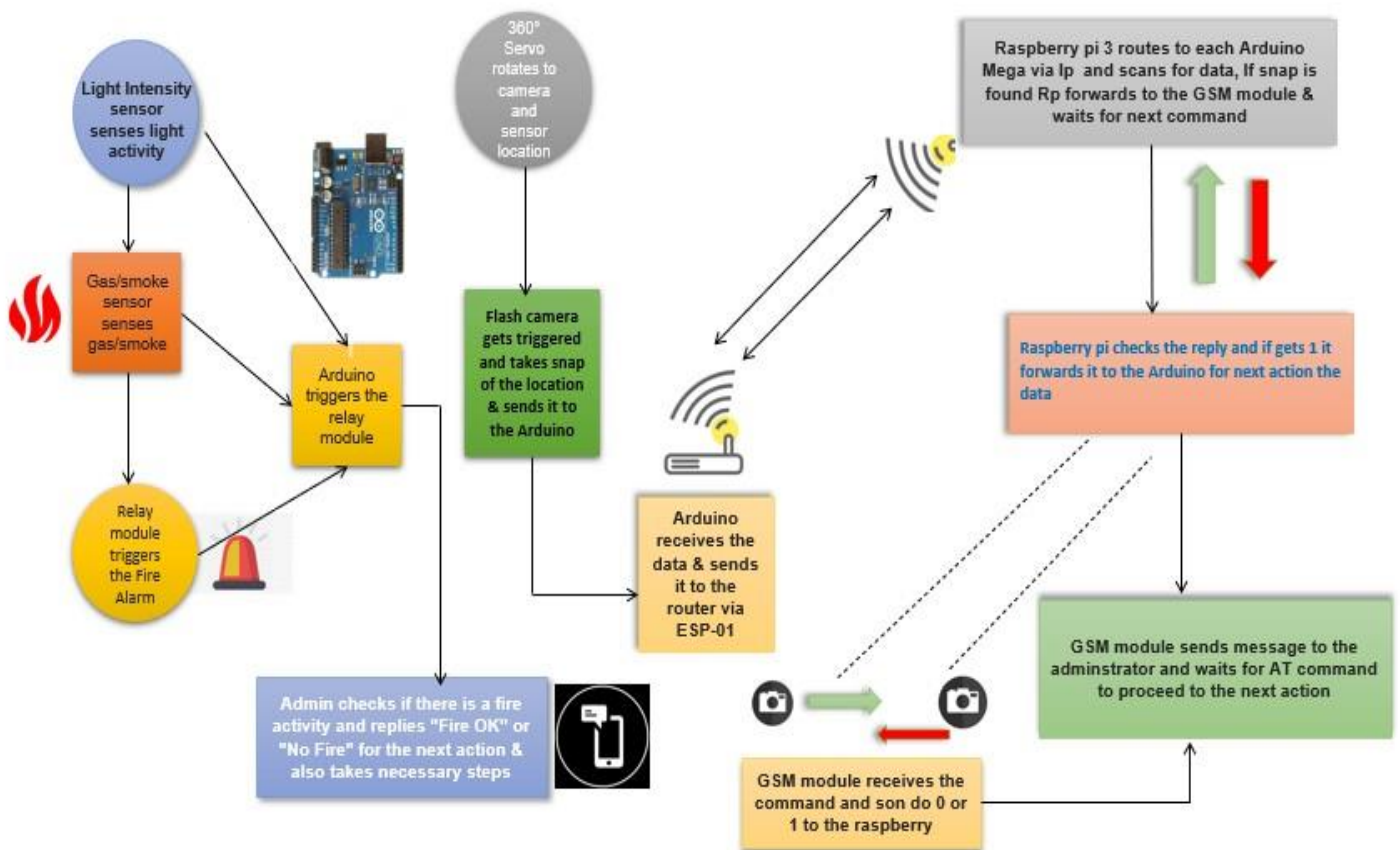 Light Intensity
sensor
senses light
activity
Gas/smoke
sensor
senses
gas/smoke
Relay
module
triggers
the Fire
Alarm
Arduino
triggers the
relay
module
360°
Servo
rotates to
camera
and
sensor
location
Flash camera
gets triggered
and takes snap
of the location
& sends it to
the Arduino
Arduino
receives the
data & sends
it to the
router via
ESP-01
Admin checks if there is a fire
activity and replies "Fire OK" or
"No Fire" for the next action &
also takes necessary steps
Raspberry pi 3 routes to each Arduino
Mega via Ip and scans for data, If snap is
found Rp forwards to the GSM module &
waits for next command
Raspberry pi checks the reply and if gets 1 it
forwards it to the Arduino for next action the
data
GSM module sends message to the
adminstrator and waits for AT command
to proceed to the next action
GSM module receives the
command and son do 0 or
1 to the raspberry